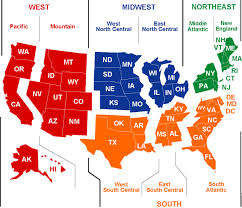 WEST
MIDWEST
NORTHEAST
Pacific
Mountain
West
North Central
East
North Central
Middle
Atlantic
New
England
WA
MT
ND
MN
WI
MI
VT
NH
ME
OR
ID
WY
SD
IA
NY
MA
RI
CT
NV
UT
CO
NE
IL
IN
OH
PA
NJ
CA
AZ
NM
KS
MO
KY
WV
VA
DE
MD
DC
OK
AR
TN
NC
SC
TX
LA
MS
AL
GA
FL
AK
HI
West
South Central
East
South Central
South
Atlantic
SOUTH